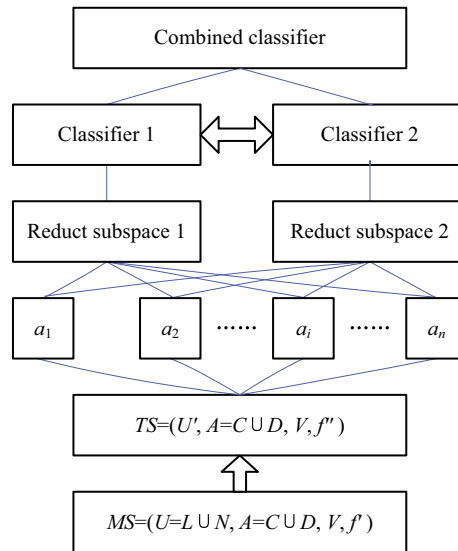 Combined classifier
Classifier 1 Classifier 2
Reduct subspace 1 Reduct subspace 2
a1 a2 ······ ai ······ an
TS=(U′, A=C∪D, V, f″)
MS=(U=L∪N, A=C∪D, V, f′)